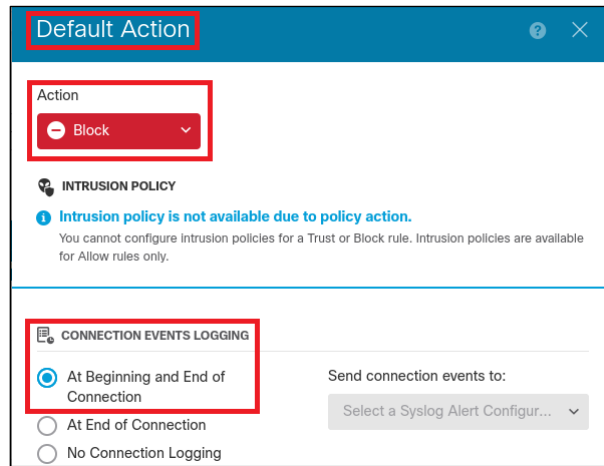 Default Action
Action
Block
INTRUSION POLICY
Intrusion policy is not available due to policy action.
You cannot configure intrusion policies for a Trust or Block rule. Intrusion policies are available
for Allow rules only.
CONNECTION EVENTS LOGGING
At Beginning and End of
Connection
At End of Connection
No Connection Logging
Send connection events to:
Select a Syslog Alert Configur...